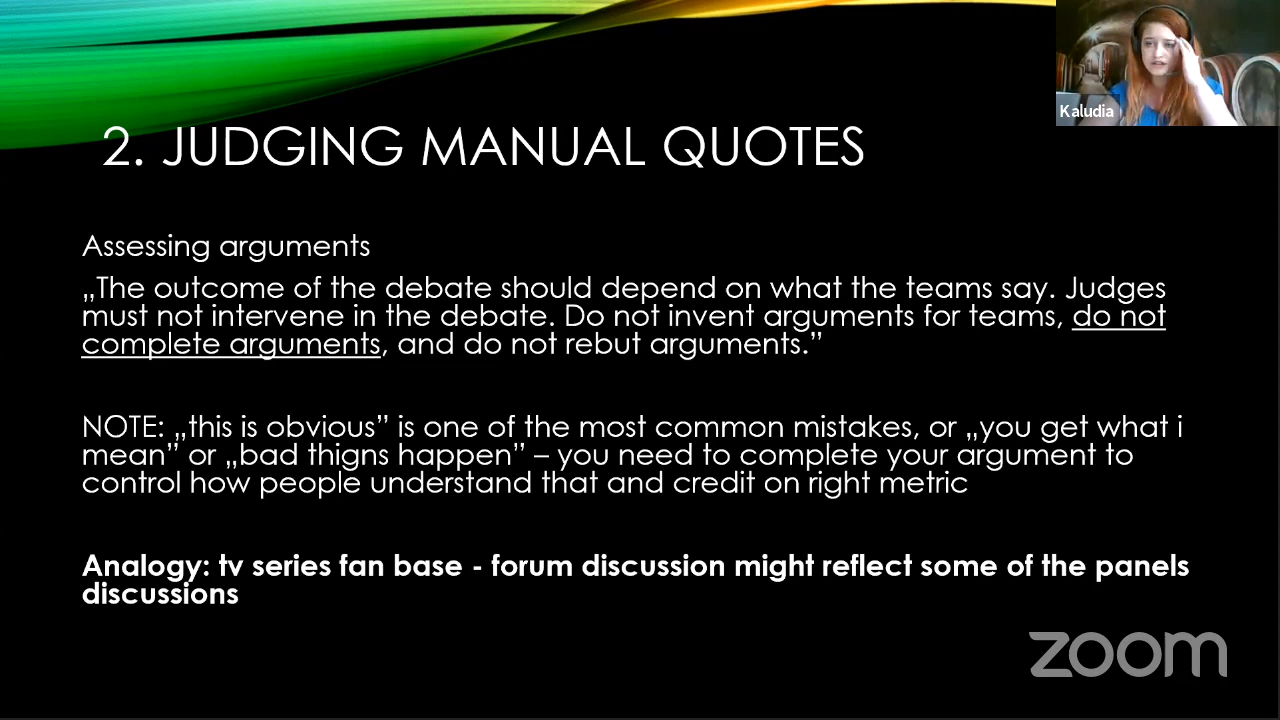 Kaludia
2. JUDGING MANUAL QUOTES
Assessing arguments
„The outcome of the debate should depend on what the teams say. Judges
must not intervene in the debate. Do not invent arguments for teams, do not
complete arguments, and do not rebut arguments.”
NOTE: „this is obvious” is one of the most common mistakes, or „you get what i
mean” or „bad thigns happen” – you need to complete your argument to
control how people understand that and credit on right metric
Analogy: tv series fan base - forum discussion might reflect some of the panels
discussions
zoom